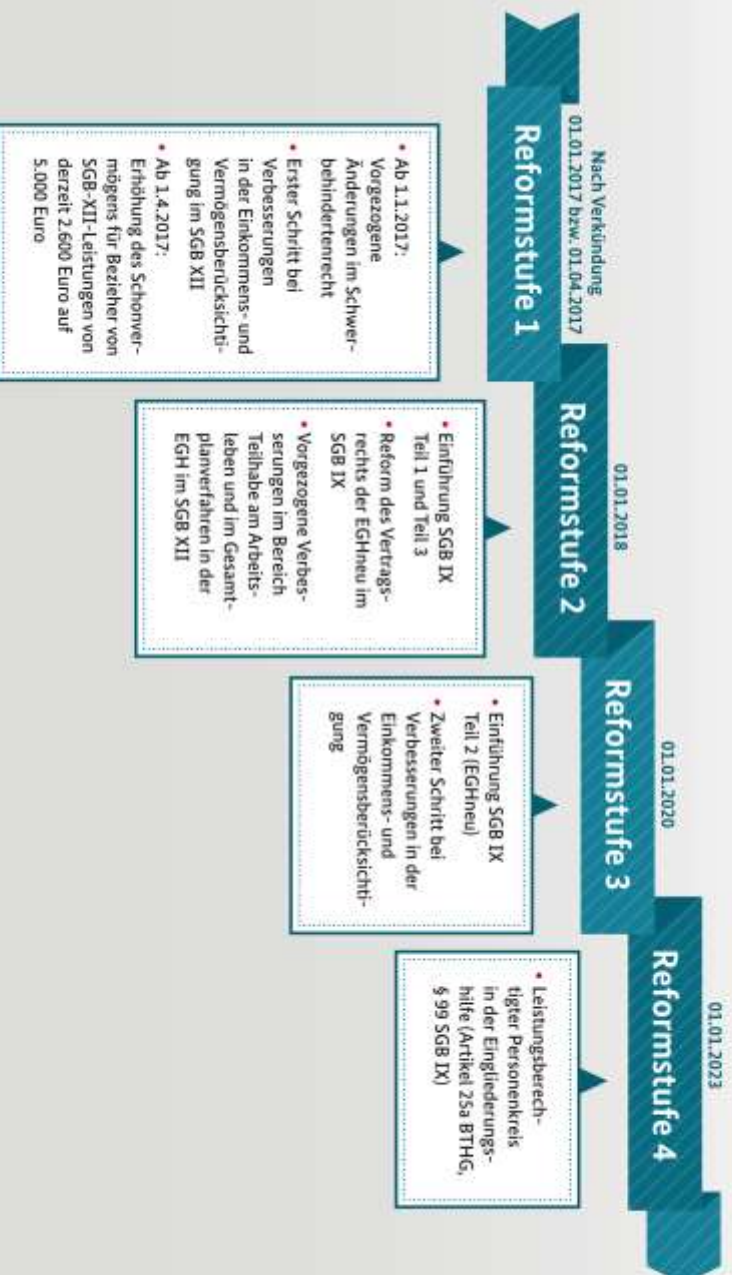 Nach Verkündung
01.01.2017 bzw. 01.04.2017
Reformstufe 1
• Ab 1.1.2017:
Vorgezogene
Änderungen im Schwer-
behindertenrecht
• Erster Schritt bei
Verbesserungen
in der Einkommens- und
Vermögensberücksichti-
gung im SGB XII
• Ab 1.4.2017:
Erhöhung des Schonver-
mögens für Bezieher von
SGB-XII-Leistungen von
derzeit 2.600 Euro auf
5.000 Euro
01.01.2018
Reformstufe 2
• Einführung SGB IX
Teil 1 und Teil 3
• Reform des Vertrags-
rechts der EGHneu im
SGB IX
• Vorgezogene Verbes-
serungen im Bereich
Teilhabe am Arbeits-
leben und im Gesamt-
planverfahren in der
EGH im SGB XII
01.01.2020
Reformstufe 3
• Einführung SGB IX
Teil 2 (EGHneu)
• Zweiter Schritt bei
Verbesserungen in der
Einkommens- und
Vermögensberücksichti-
gung
01.01.2023
Reformstufe 4
• Leistungsberech-
tigter Personenkreis
in der Eingliederungs-
hilfe (Artikel 25a BTHG,
§ 99 SGB IX)